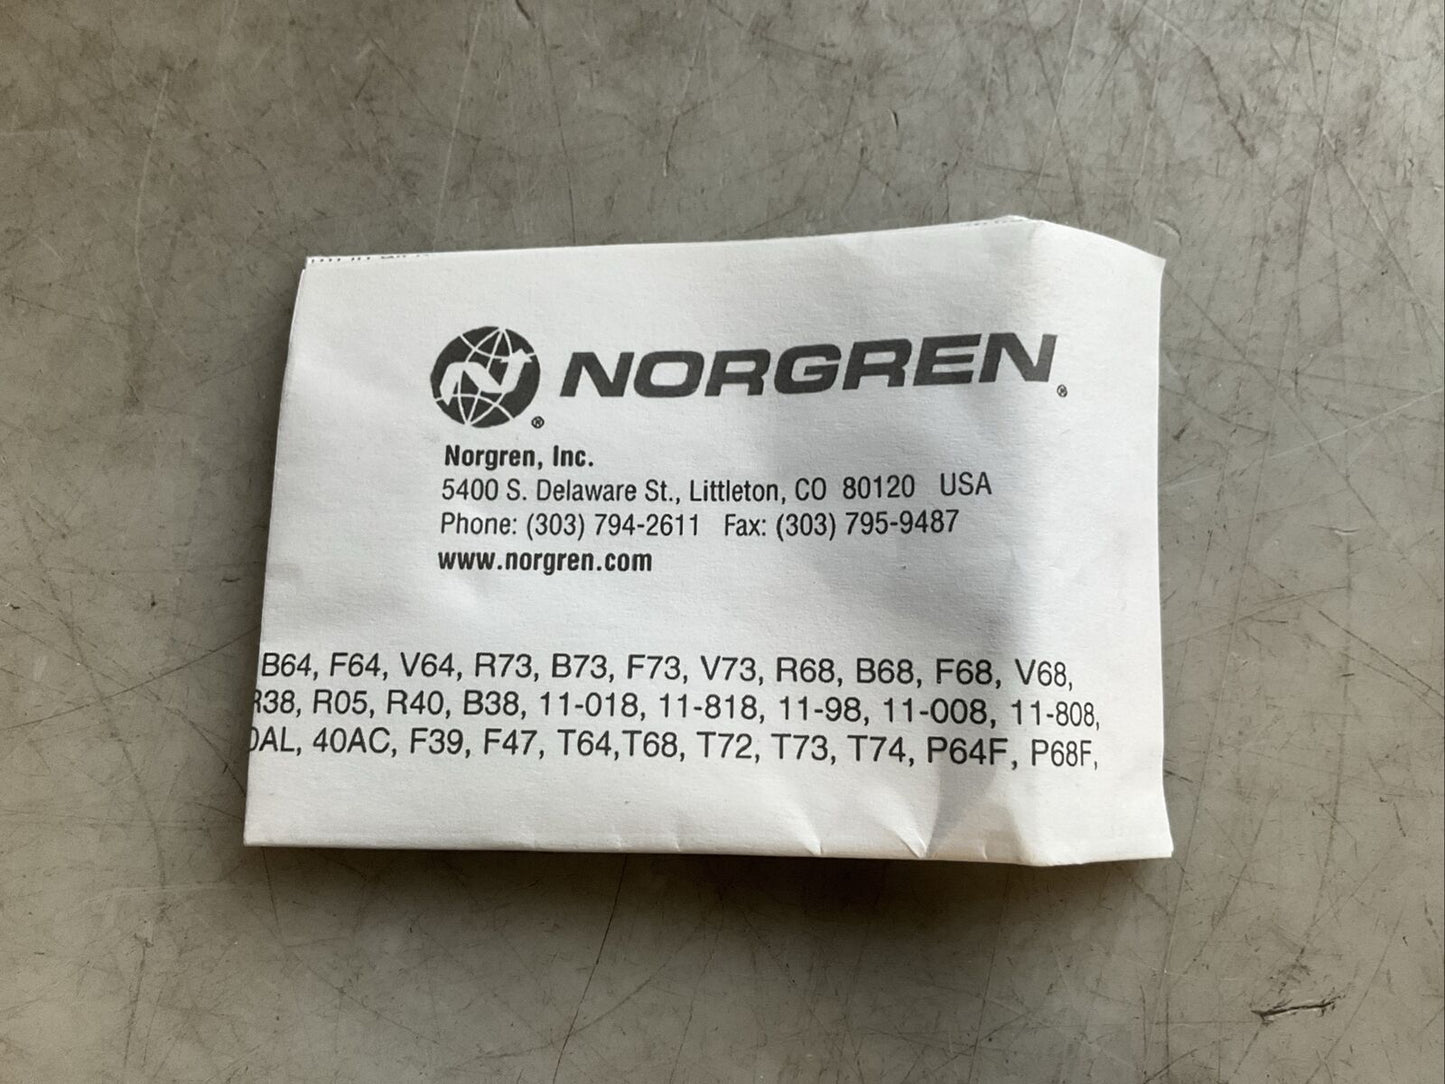 NORGREN®
®
Norgren, Inc.
5400 S. Delaware St., Littleton, CO 80120 USA
Phone: (303) 794-2611 Fax: (303) 795-9487
www.norgren.com
B64, F64, V64, R73, B73, F73, V73, R68, B68, F68, V68,
R38, R05, R40, B38, 11-018, 11-818, 11-98, 11-008, 11-808,
AL, 40AC, F39, F47, T64,T68, T72, T73, T74, P64F, P68F,